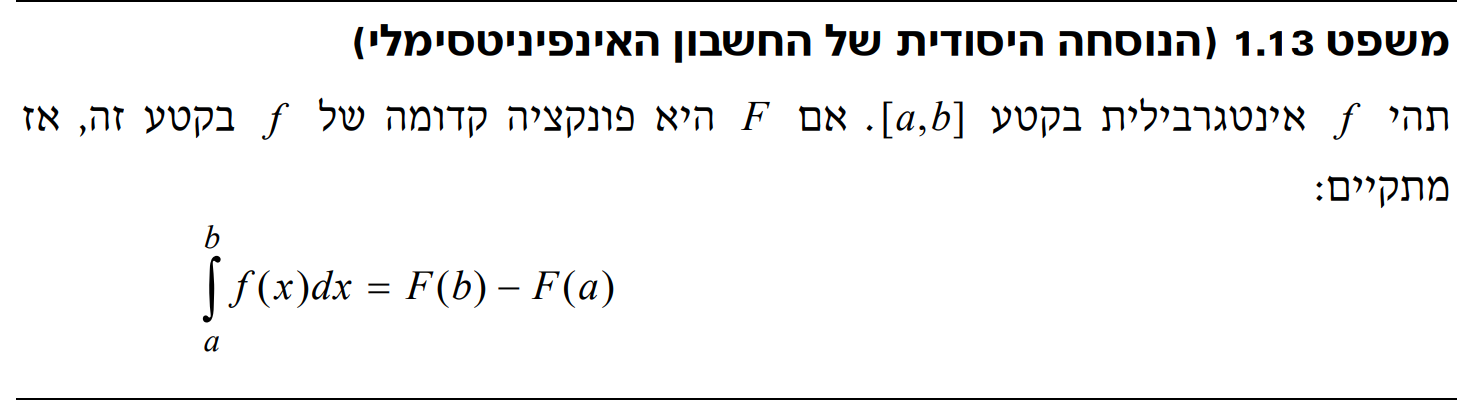 משפט 1.13 (הנוסחה היסודית של החשבון האינפיניטסימלי)
תהי f אינטגרבילית בקטע [a,b]. אם F היא פונקציה קדומה של f בקטע זה, אז
מתקיים:
∫_a^b f(x)dx = F(b) – F(a)